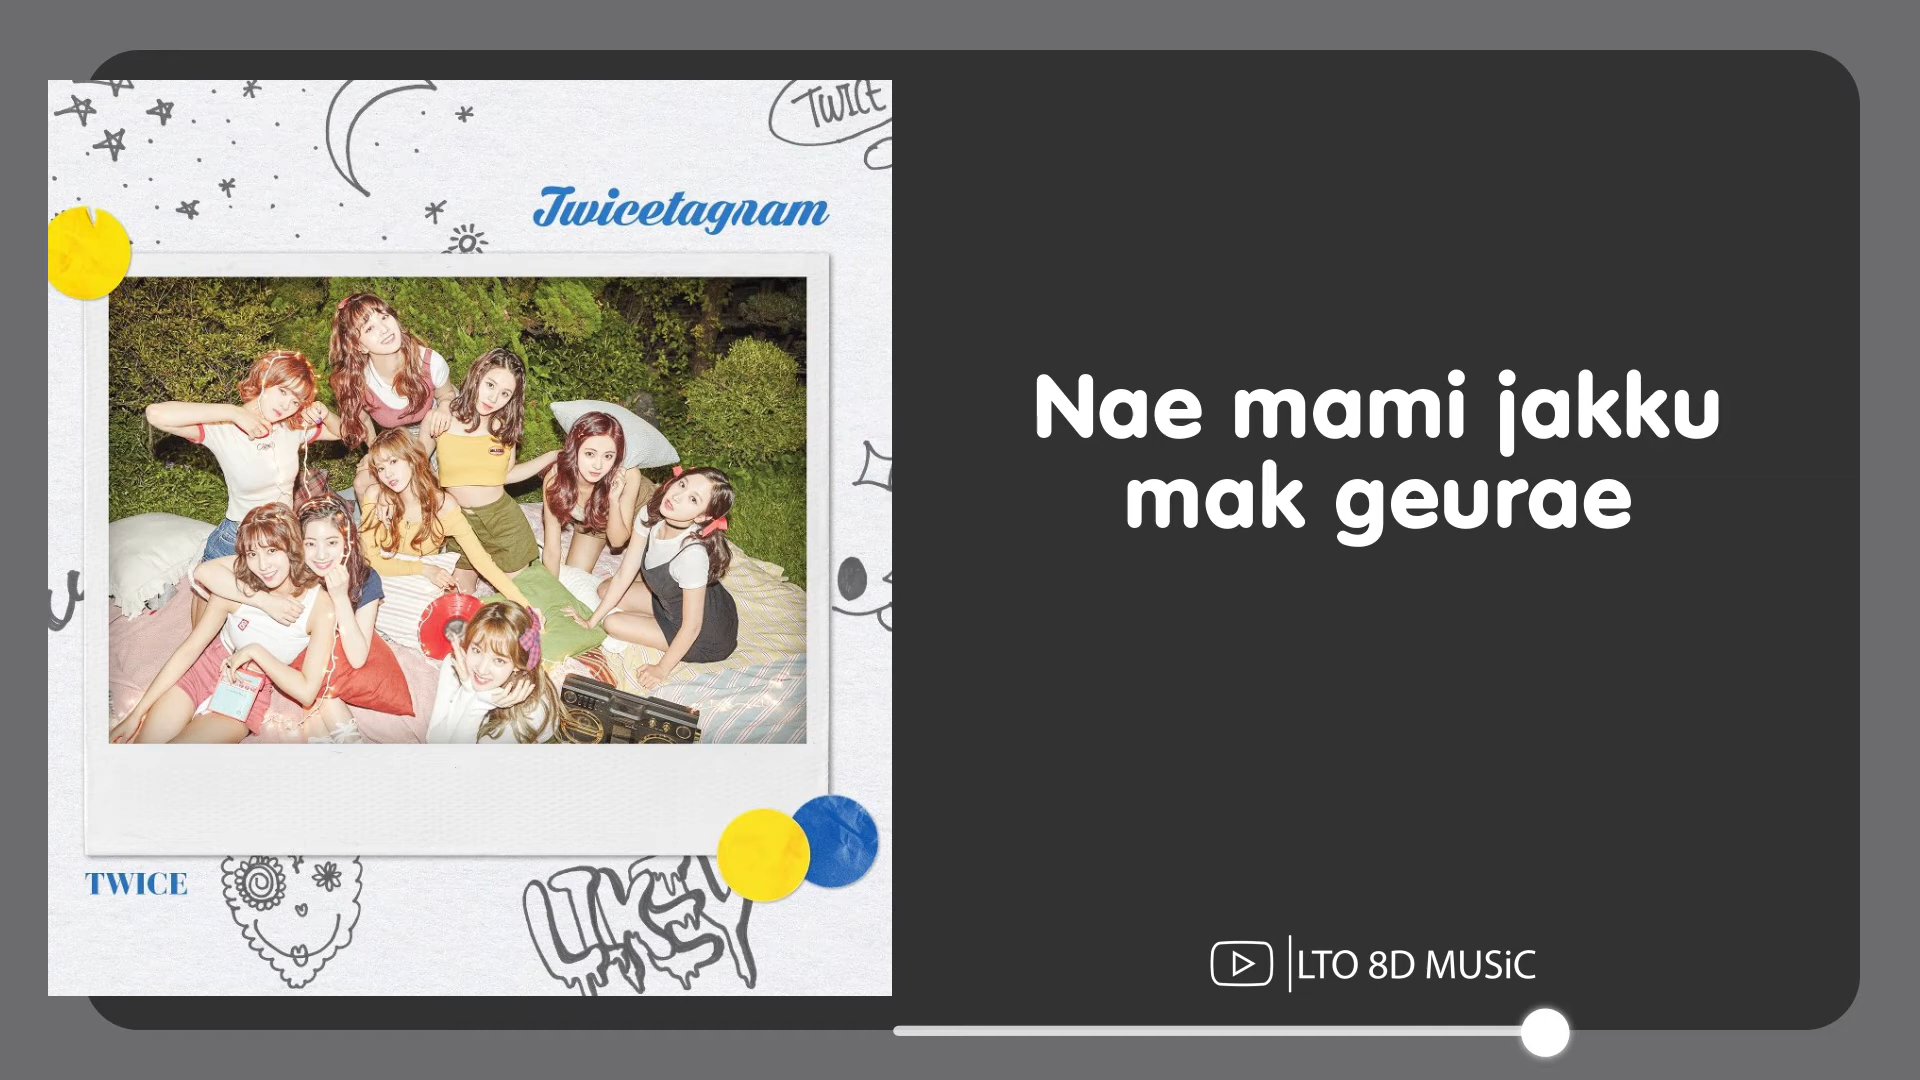 TWICE
Twicetagram
Nae mami jakku
mak geurae
TWICE
LIKEY
LTO 8D MUSiC